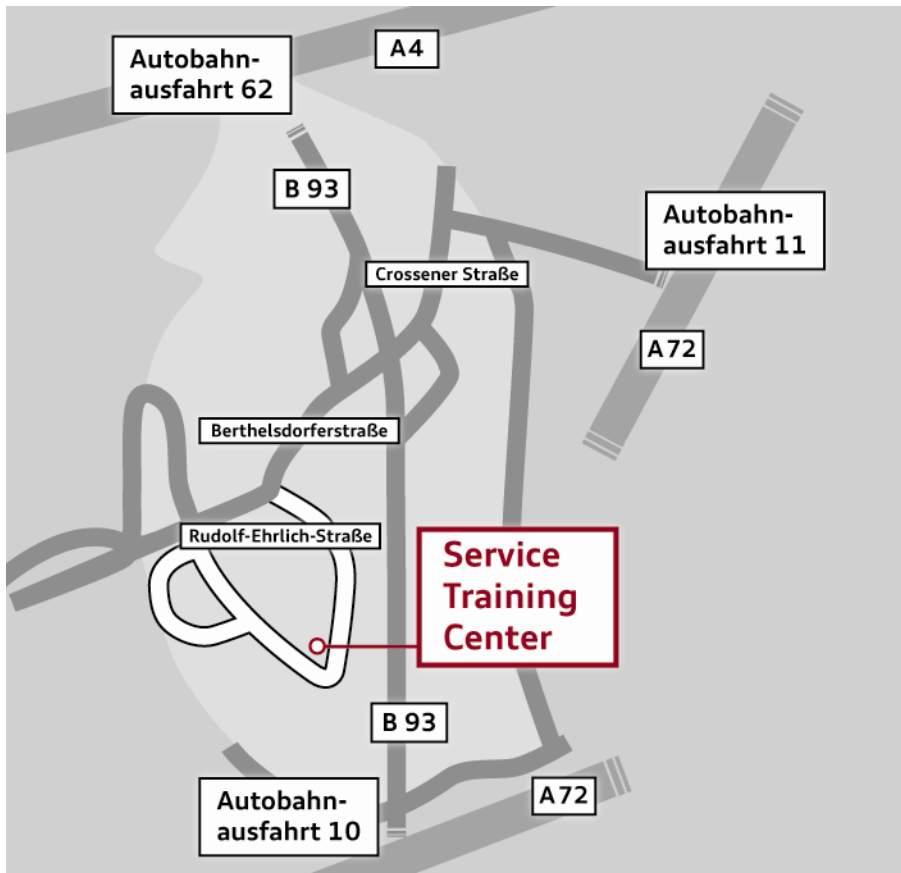 A4
Autobahn-
ausfahrt 62
B 93
Autobahn-
ausfahrt 11
Crossener Straße
A72
Berthelsdorferstraße
Rudolf-Ehrlich-Straße
Service
Training
Center
B 93
A72
Autobahn-
ausfahrt 10